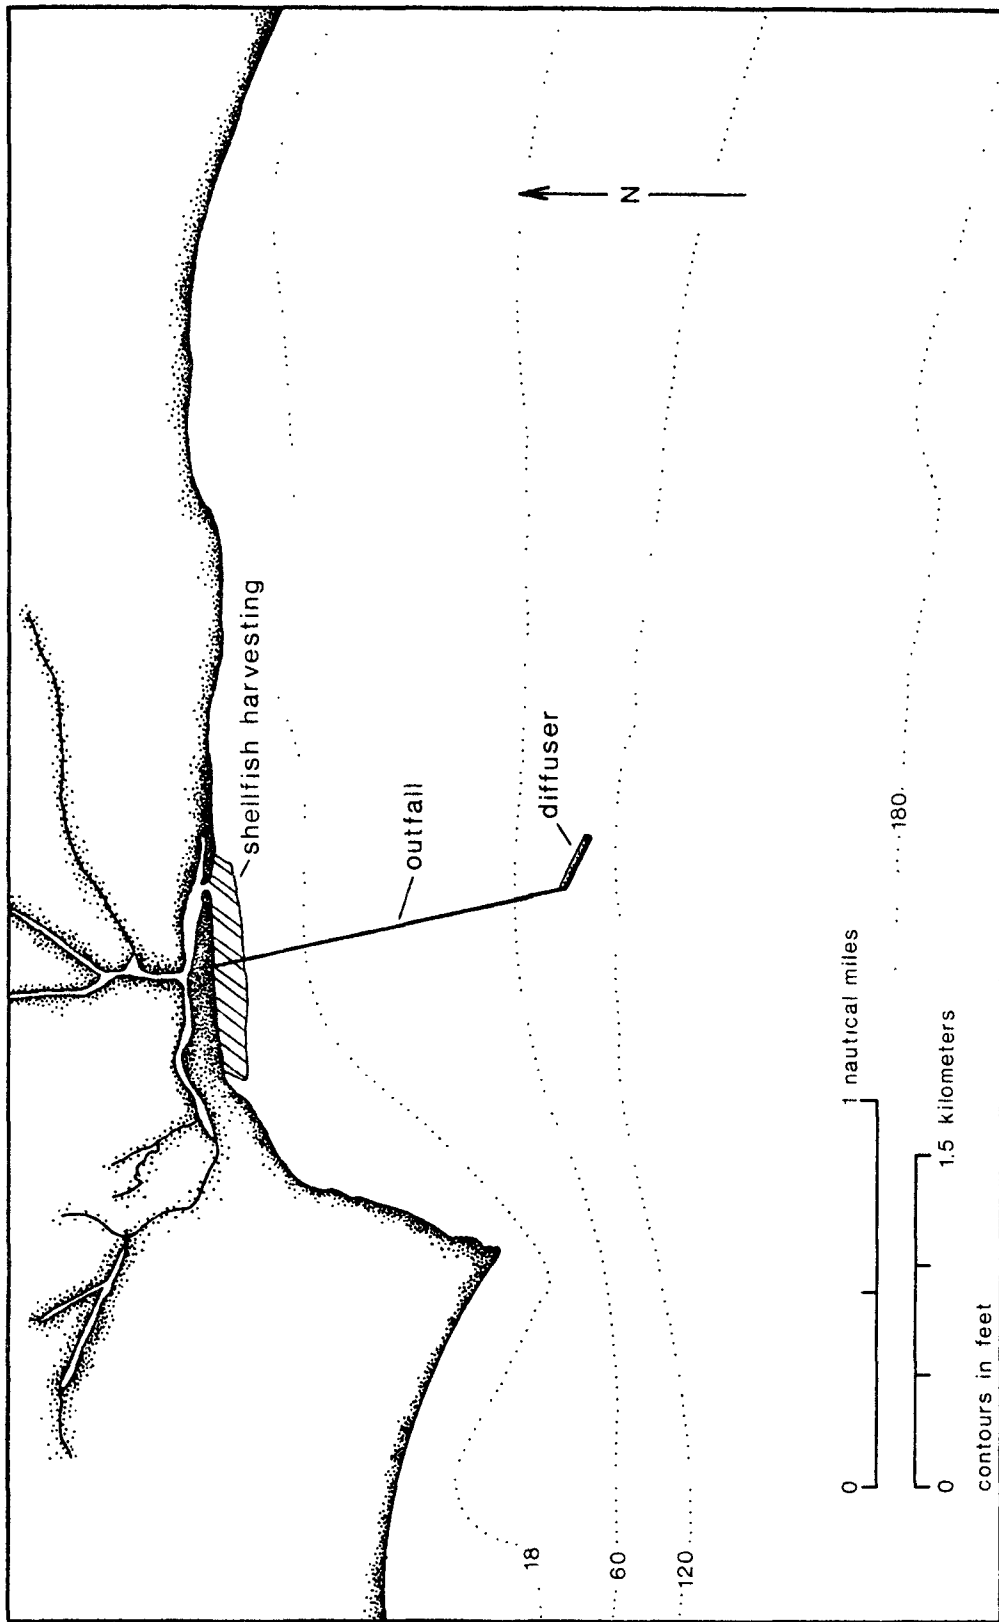 shellfish harvesting
outfall
diffuser
N
18
60
120
180
0
1 nautical miles
0
1.5 kilometers
contours in feet